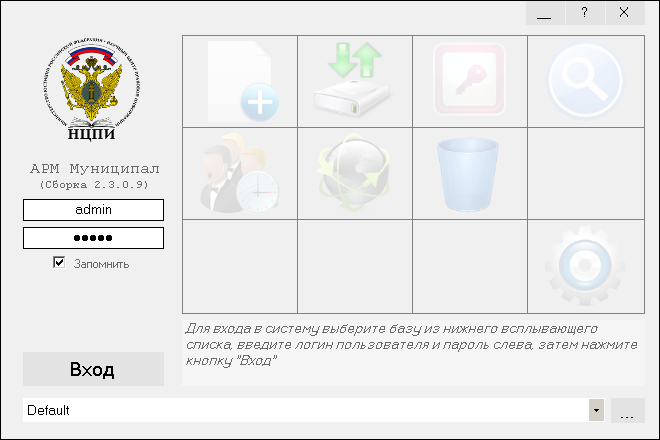 ? X
НЦПИ
АРМ Муниципал
(Сборка 2.3.0.9)
admin
●●●●●
Запомнить
Для входа в систему выберите базу из нижнего всплывающего
списка, введите логин пользователя и пароль слева, затем нажмите
кнопку "Вход"
Вход
Default
...